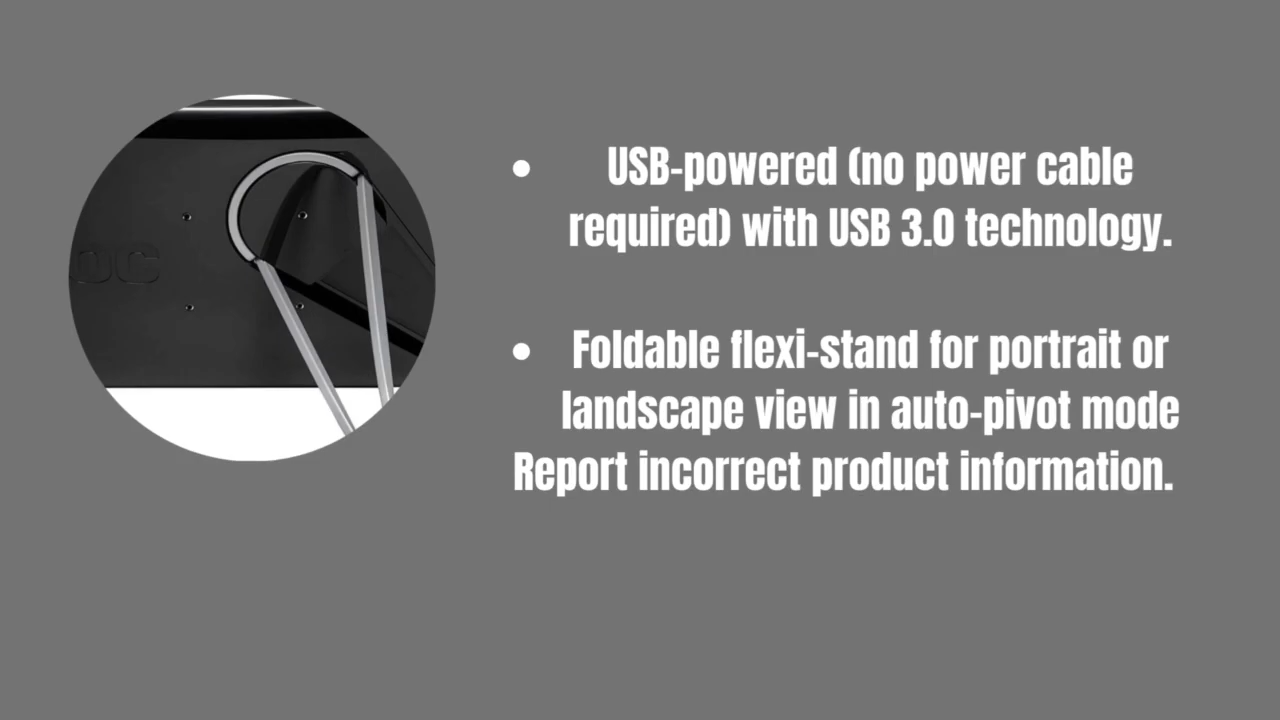 USB-powered (no power cable
required) with USB 3.0 technology.
Foldable flexi-stand for portrait or
landscape view in auto-pivot mode
Report incorrect product information.